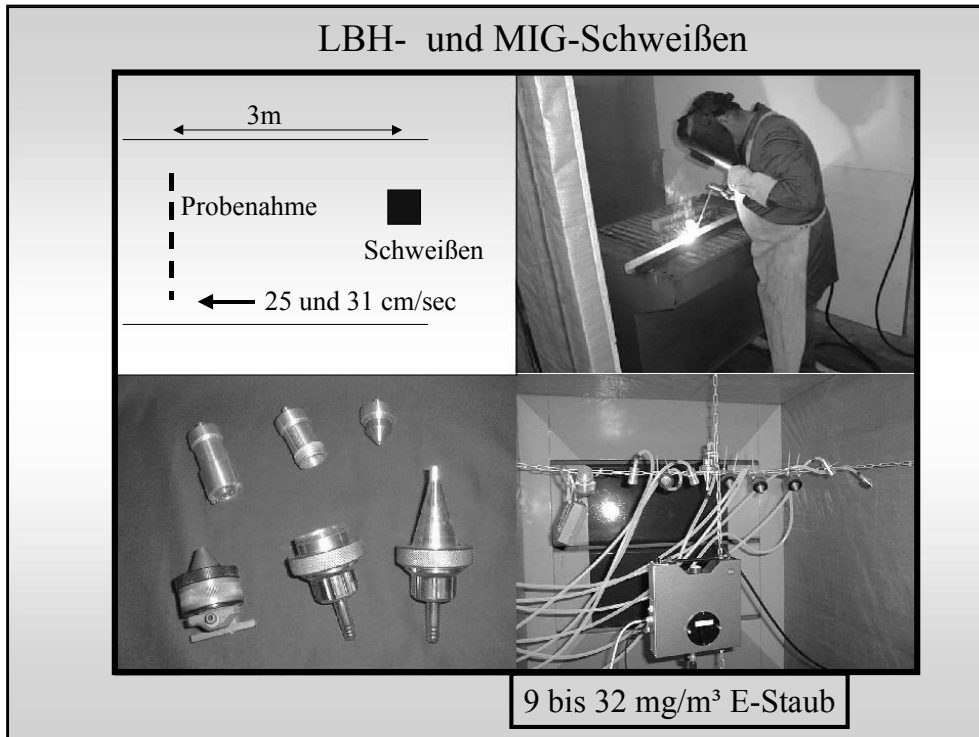 LBH- und MIG-Schweißen
3m
Probenahme
Schweißen
25 und 31 cm/sec
9 bis 32 mg/m³ E-Staub